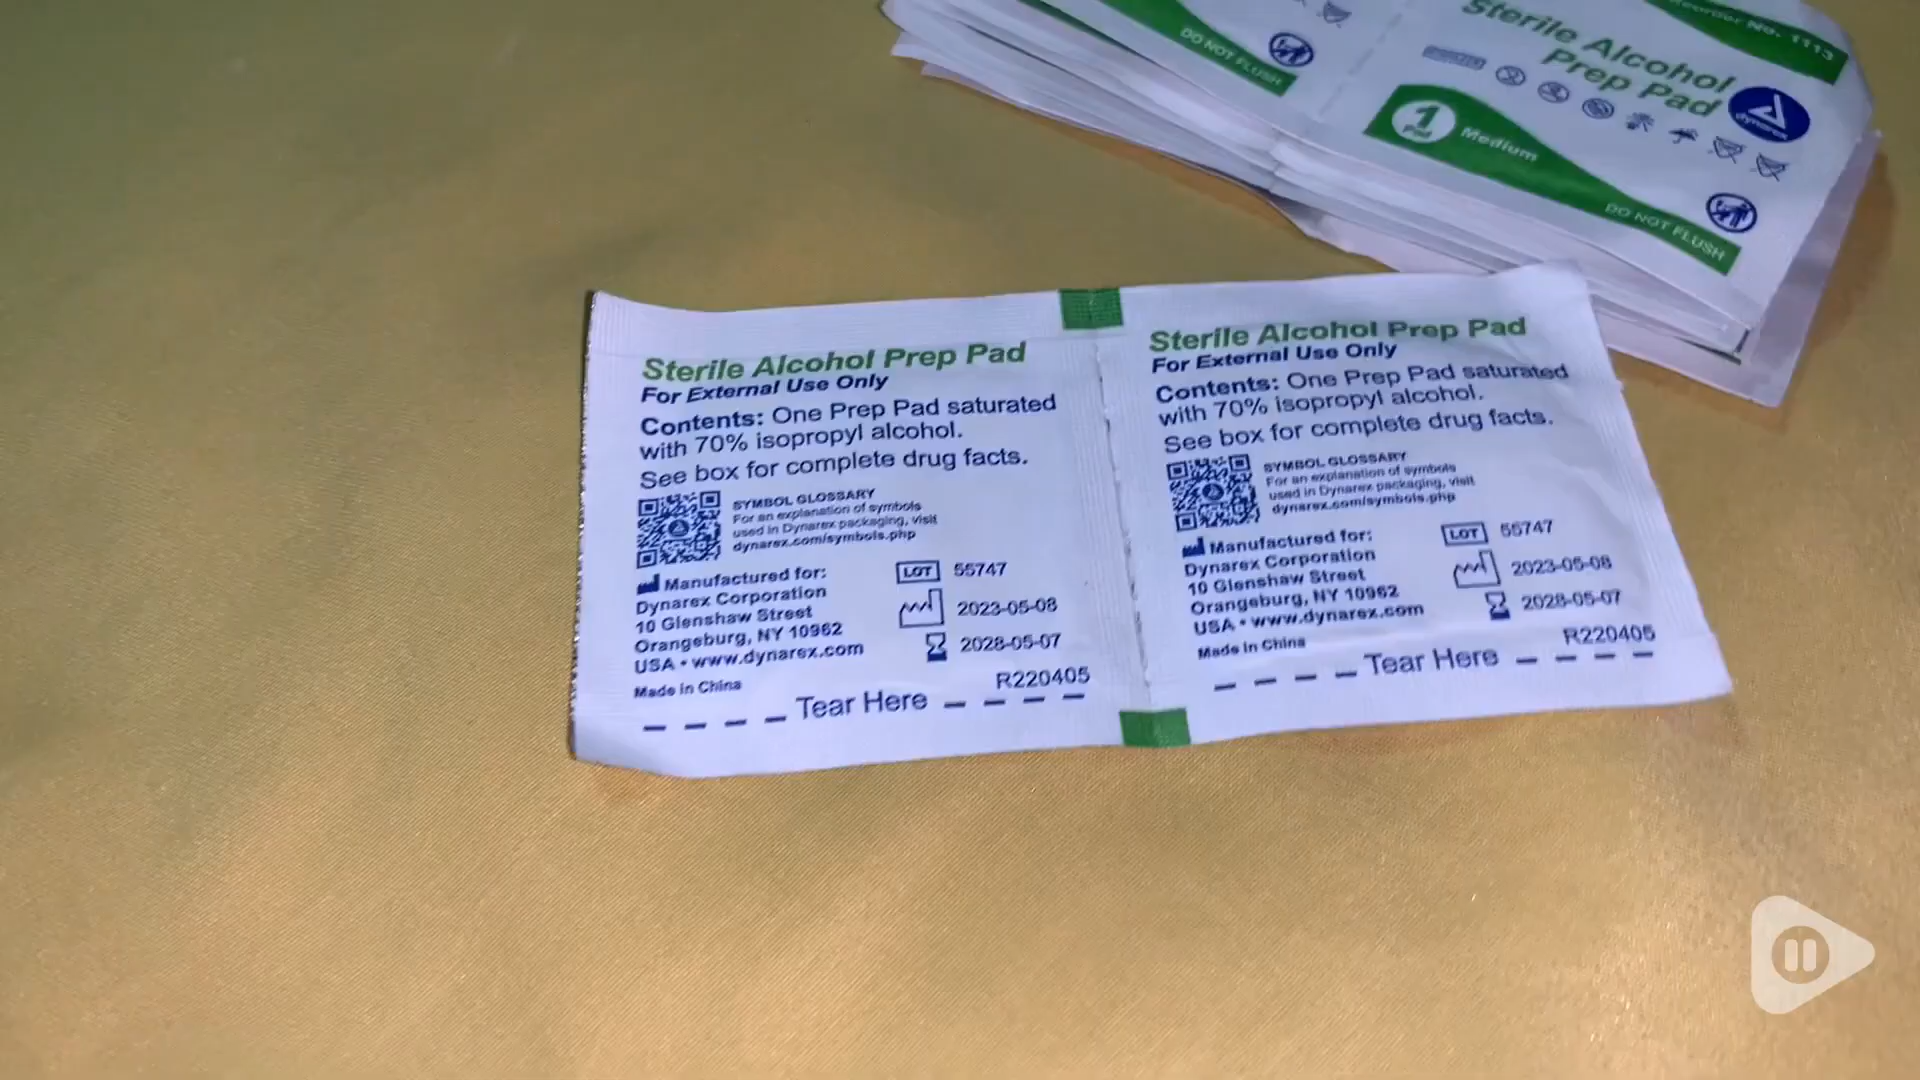 DO NOT FLUSH
Reorder No. 1113
Sterile Alcohol
Prep Pad
dynarex
1
Pad
Medium
DO NOT FLUSH
Sterile Alcohol Prep Pad
For External Use Only
Contents: One Prep Pad saturated
with 70% isopropyl alcohol.
See box for complete drug facts.
SYMBOL GLOSSARY
For an explanation of symbols
used in Dynarex packaging, visit
dynarex.com/symbols.php
Manufactured for:
Dynarex Corporation
10 Glenshaw Street
Orangeburg, NY 10962
USA • www.dynarex.com
Made in China
LOT 55747
2023-05-08
2028-05-07
R220405
Tear Here
Sterile Alcohol Prep Pad
For External Use Only
Contents: One Prep Pad saturated
with 70% isopropyl alcohol.
See box for complete drug facts.
SYMBOL GLOSSARY
For an explanation of symbols
used in Dynarex packaging, visit
dynarex.com/symbols.php
Manufactured for:
Dynarex Corporation
10 Glenshaw Street
Orangeburg, NY 10962
USA • www.dynarex.com
Made in China
LOT 55747
2023-05-08
2028-05-07
R220405
Tear Here